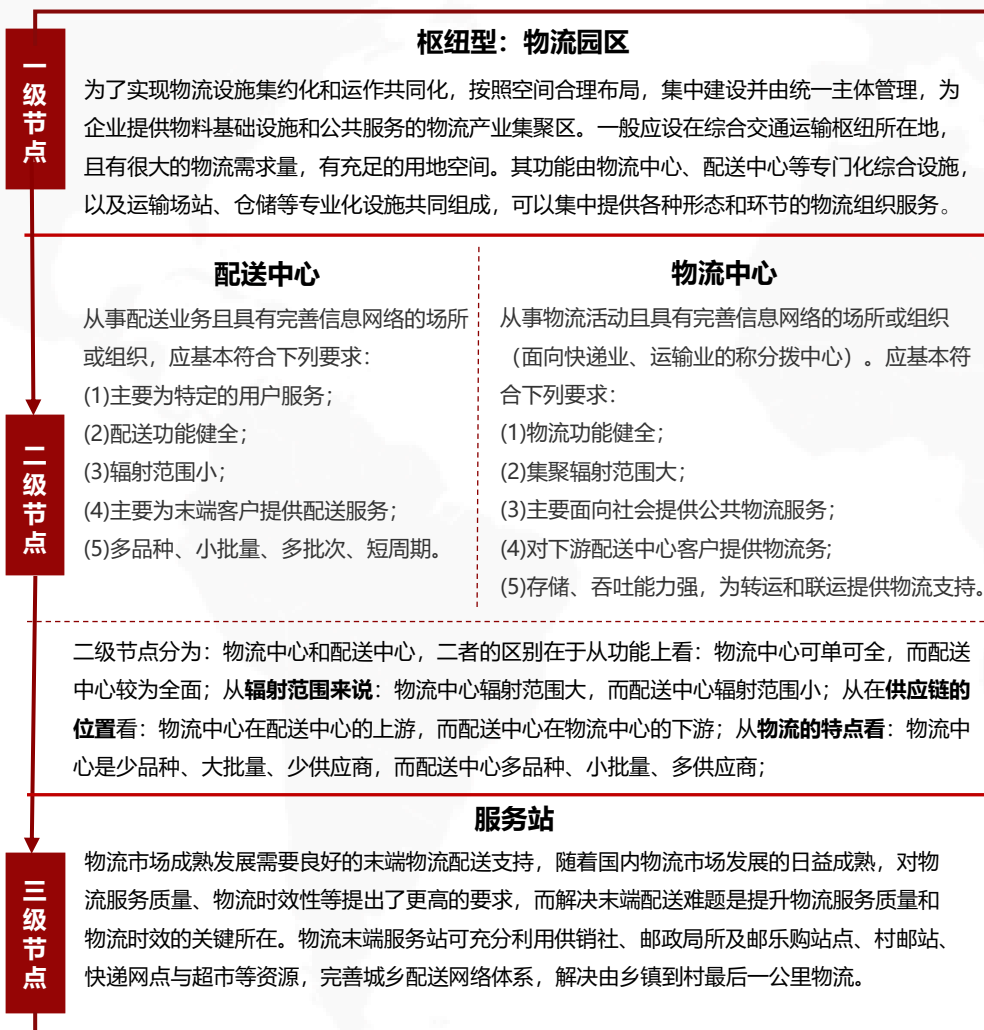 一级节点
枢纽型：物流园区
为了实现物流设施集约化和运作共同化，按照空间合理布局，集中建设并由统一主体管理，为
企业提供物料基础设施和公共服务的物流产业集聚区。一般应设在综合交通运输枢纽所在地，
且有很大的物流需求量，有充足的用地空间。其功能由物流中心、配送中心等专门化综合设施，
以及运输场站、仓储等专业化设施共同组成，可以集中提供各种形态和环节的物流组织服务。
二级节点
配送中心
从事配送业务且具有完善信息网络的场所
或组织，应基本符合下列要求：
(1)主要为特定的用户服务；
(2)配送功能健全；
(3)辐射范围小；
(4)主要为末端客户提供配送服务；
(5)多品种、小批量、多批次、短周期。
物流中心
从事物流活动且具有完善信息网络的场所或组织
（面向快递业、运输业的称分拨中心）。应基本符
合下列要求：
(1)物流功能健全；
(2)集聚辐射范围大；
(3)主要面向社会提供公共物流服务；
(4)对下游配送中心客户提供物流务;
(5)存储、吞吐能力强，为转运和联运提供物流支持。
二级节点分为：物流中心和配送中心，二者的区别在于从功能上看：物流中心可单可全，而配送
中心较为全面；从辐射范围来说：物流中心辐射范围大，而配送中心辐射范围小；从在供应链的
位置看：物流中心在配送中心的上游，而配送中心在物流中心的下游；从物流的特点看：物流中
心是少品种、大批量、少供应商，而配送中心多品种、小批量、多供应商；
三级节点
服务站
物流市场成熟发展需要良好的末端物流配送支持，随着国内物流市场发展的日益成熟，对物
流服务质量、物流时效性等提出了更高的要求，而解决末端配送难题是提升物流服务质量和
物流时效的关键所在。物流末端服务站可充分利用供销社、邮政局所及邮乐购站点、村邮站、
快递网点与超市等资源，完善城乡配送网络体系，解决由乡镇到村最后一公里物流。